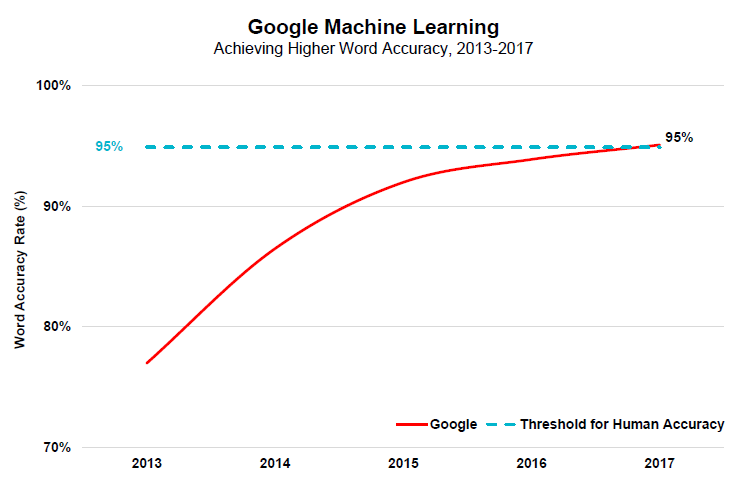 Google Machine Learning
Achieving Higher Word Accuracy, 2013-2017
100%
95%
95%
90%
Word Accuracy Rate (%)
80%
Google
Threshold for Human Accuracy
70%
2013 2014 2015 2016 2017